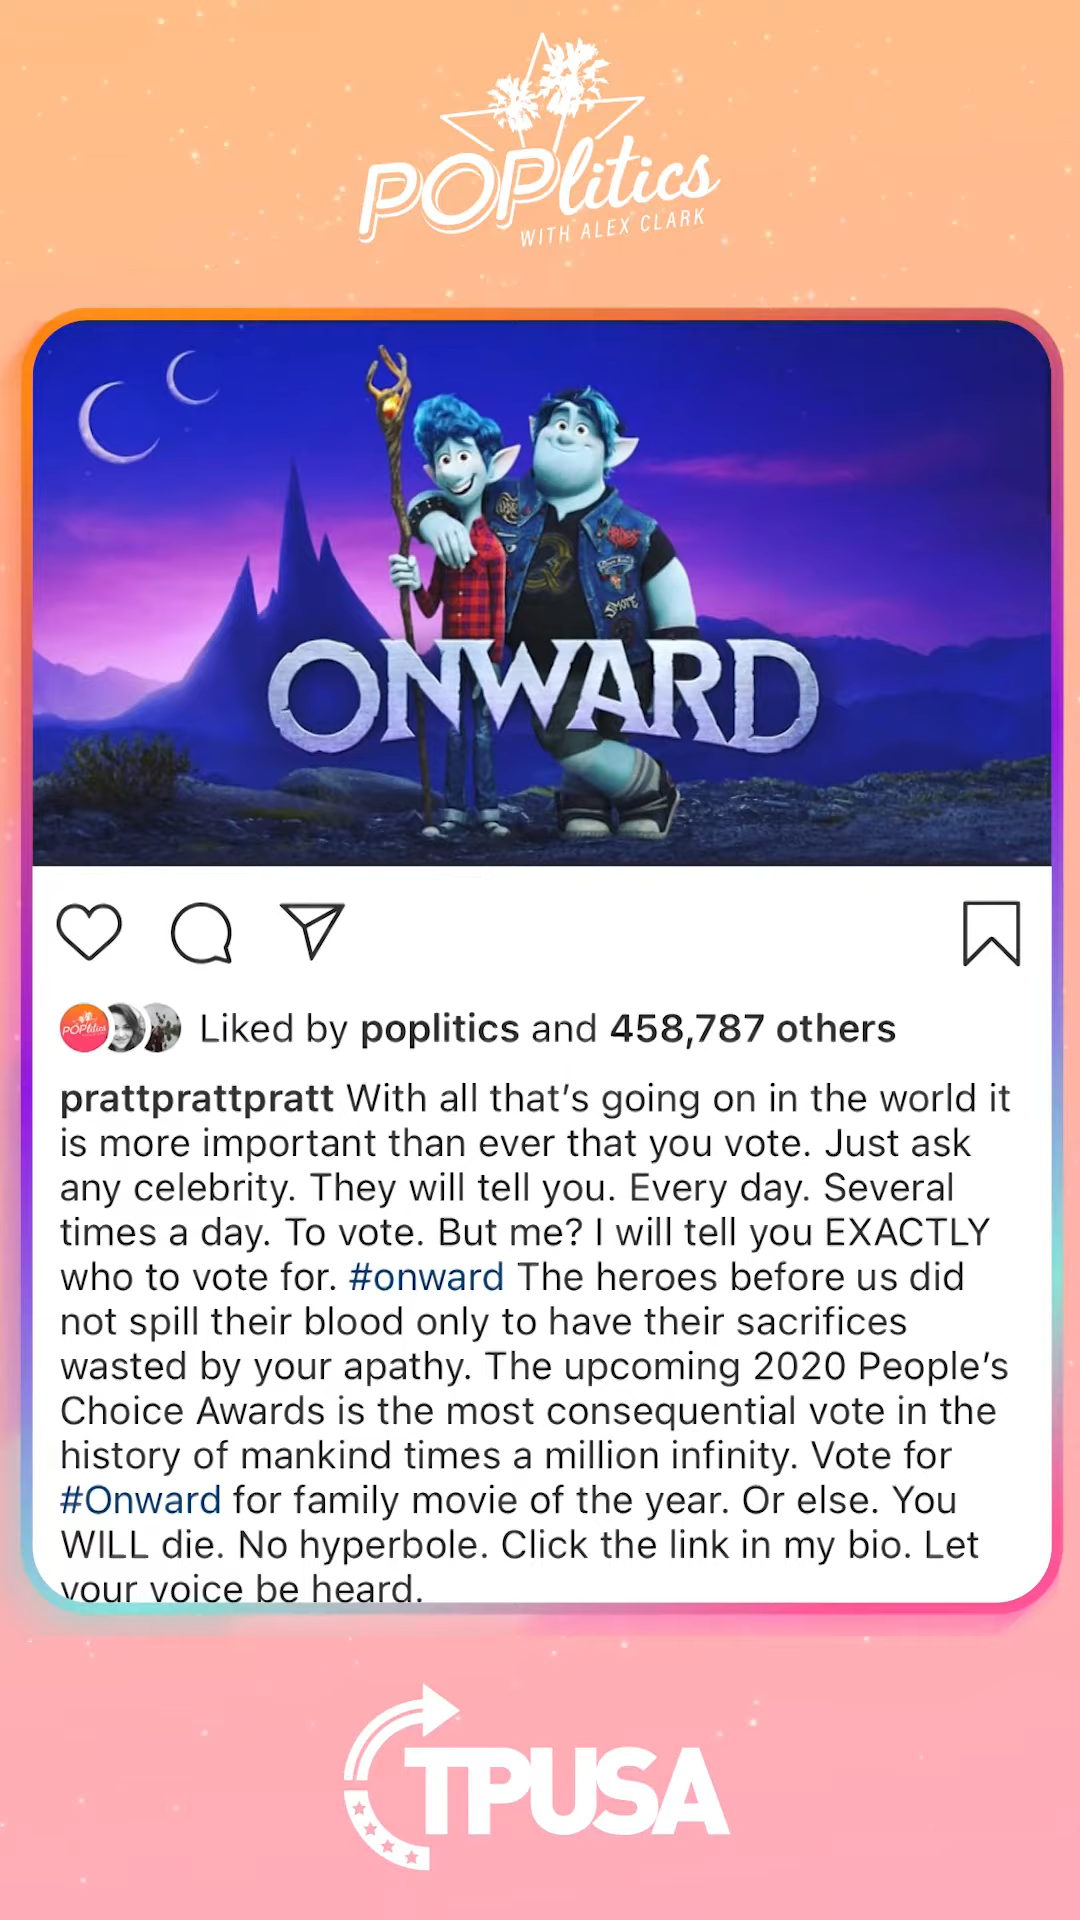 POPlitics
WITH ALEX CLARK
SMOTE
ONWARD
POPlitics
Liked by poplitics and 458,787 others
prattprattpratt With all that’s going on in the world it
is more important than ever that you vote. Just ask
any celebrity. They will tell you. Every day. Several
times a day. To vote. But me? I will tell you EXACTLY
who to vote for. #onward The heroes before us did
not spill their blood only to have their sacrifices
wasted by your apathy. The upcoming 2020 People’s
Choice Awards is the most consequential vote in the
history of mankind times a million infinity. Vote for
#Onward for family movie of the year. Or else. You
WILL die. No hyperbole. Click the link in my bio. Let
your voice be heard.
TPUSA